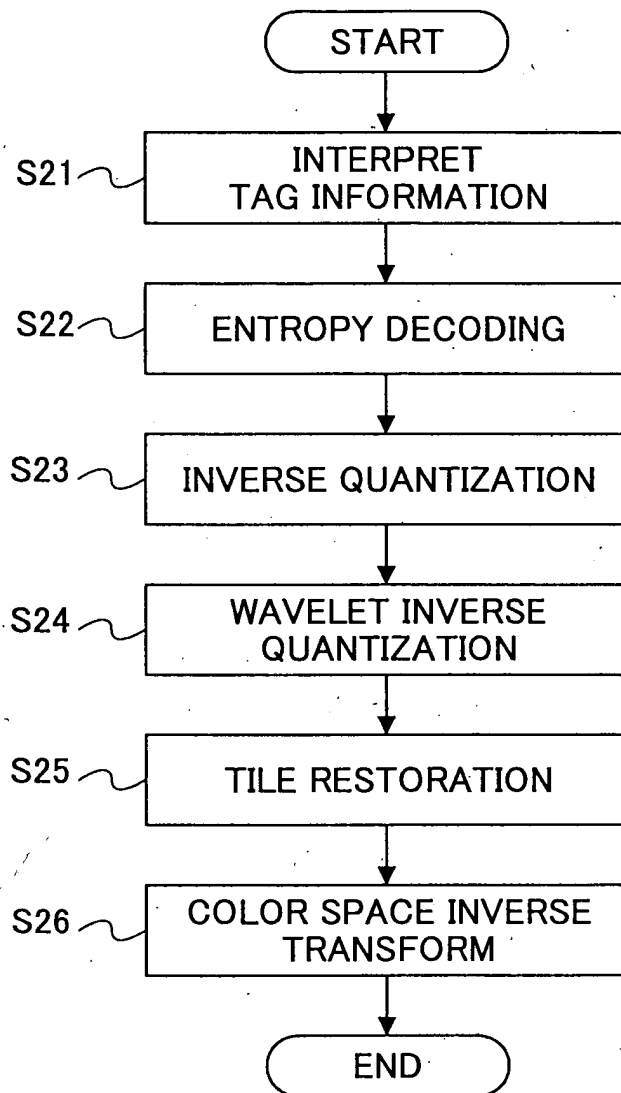 START
S21
INTERPRET
TAG INFORMATION
S22
ENTROPY DECODING
S23
INVERSE QUANTIZATION
S24
WAVELET INVERSE
QUANTIZATION
S25
TILE RESTORATION
S26
COLOR SPACE INVERSE
TRANSFORM
END